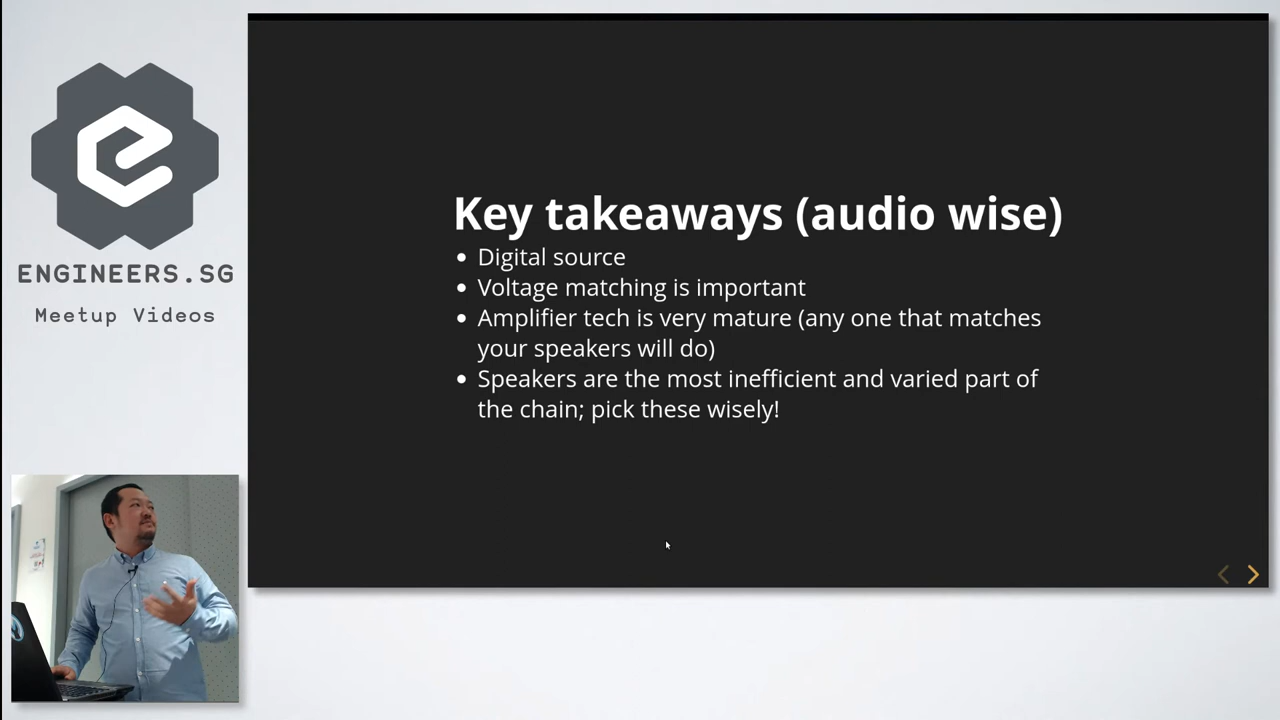 ENGINEERS.SG
Meetup Videos
Key takeaways (audio wise)
• Digital source
• Voltage matching is important
• Amplifier tech is very mature (any one that matches
your speakers will do)
• Speakers are the most inefficient and varied part of
the chain; pick these wisely!